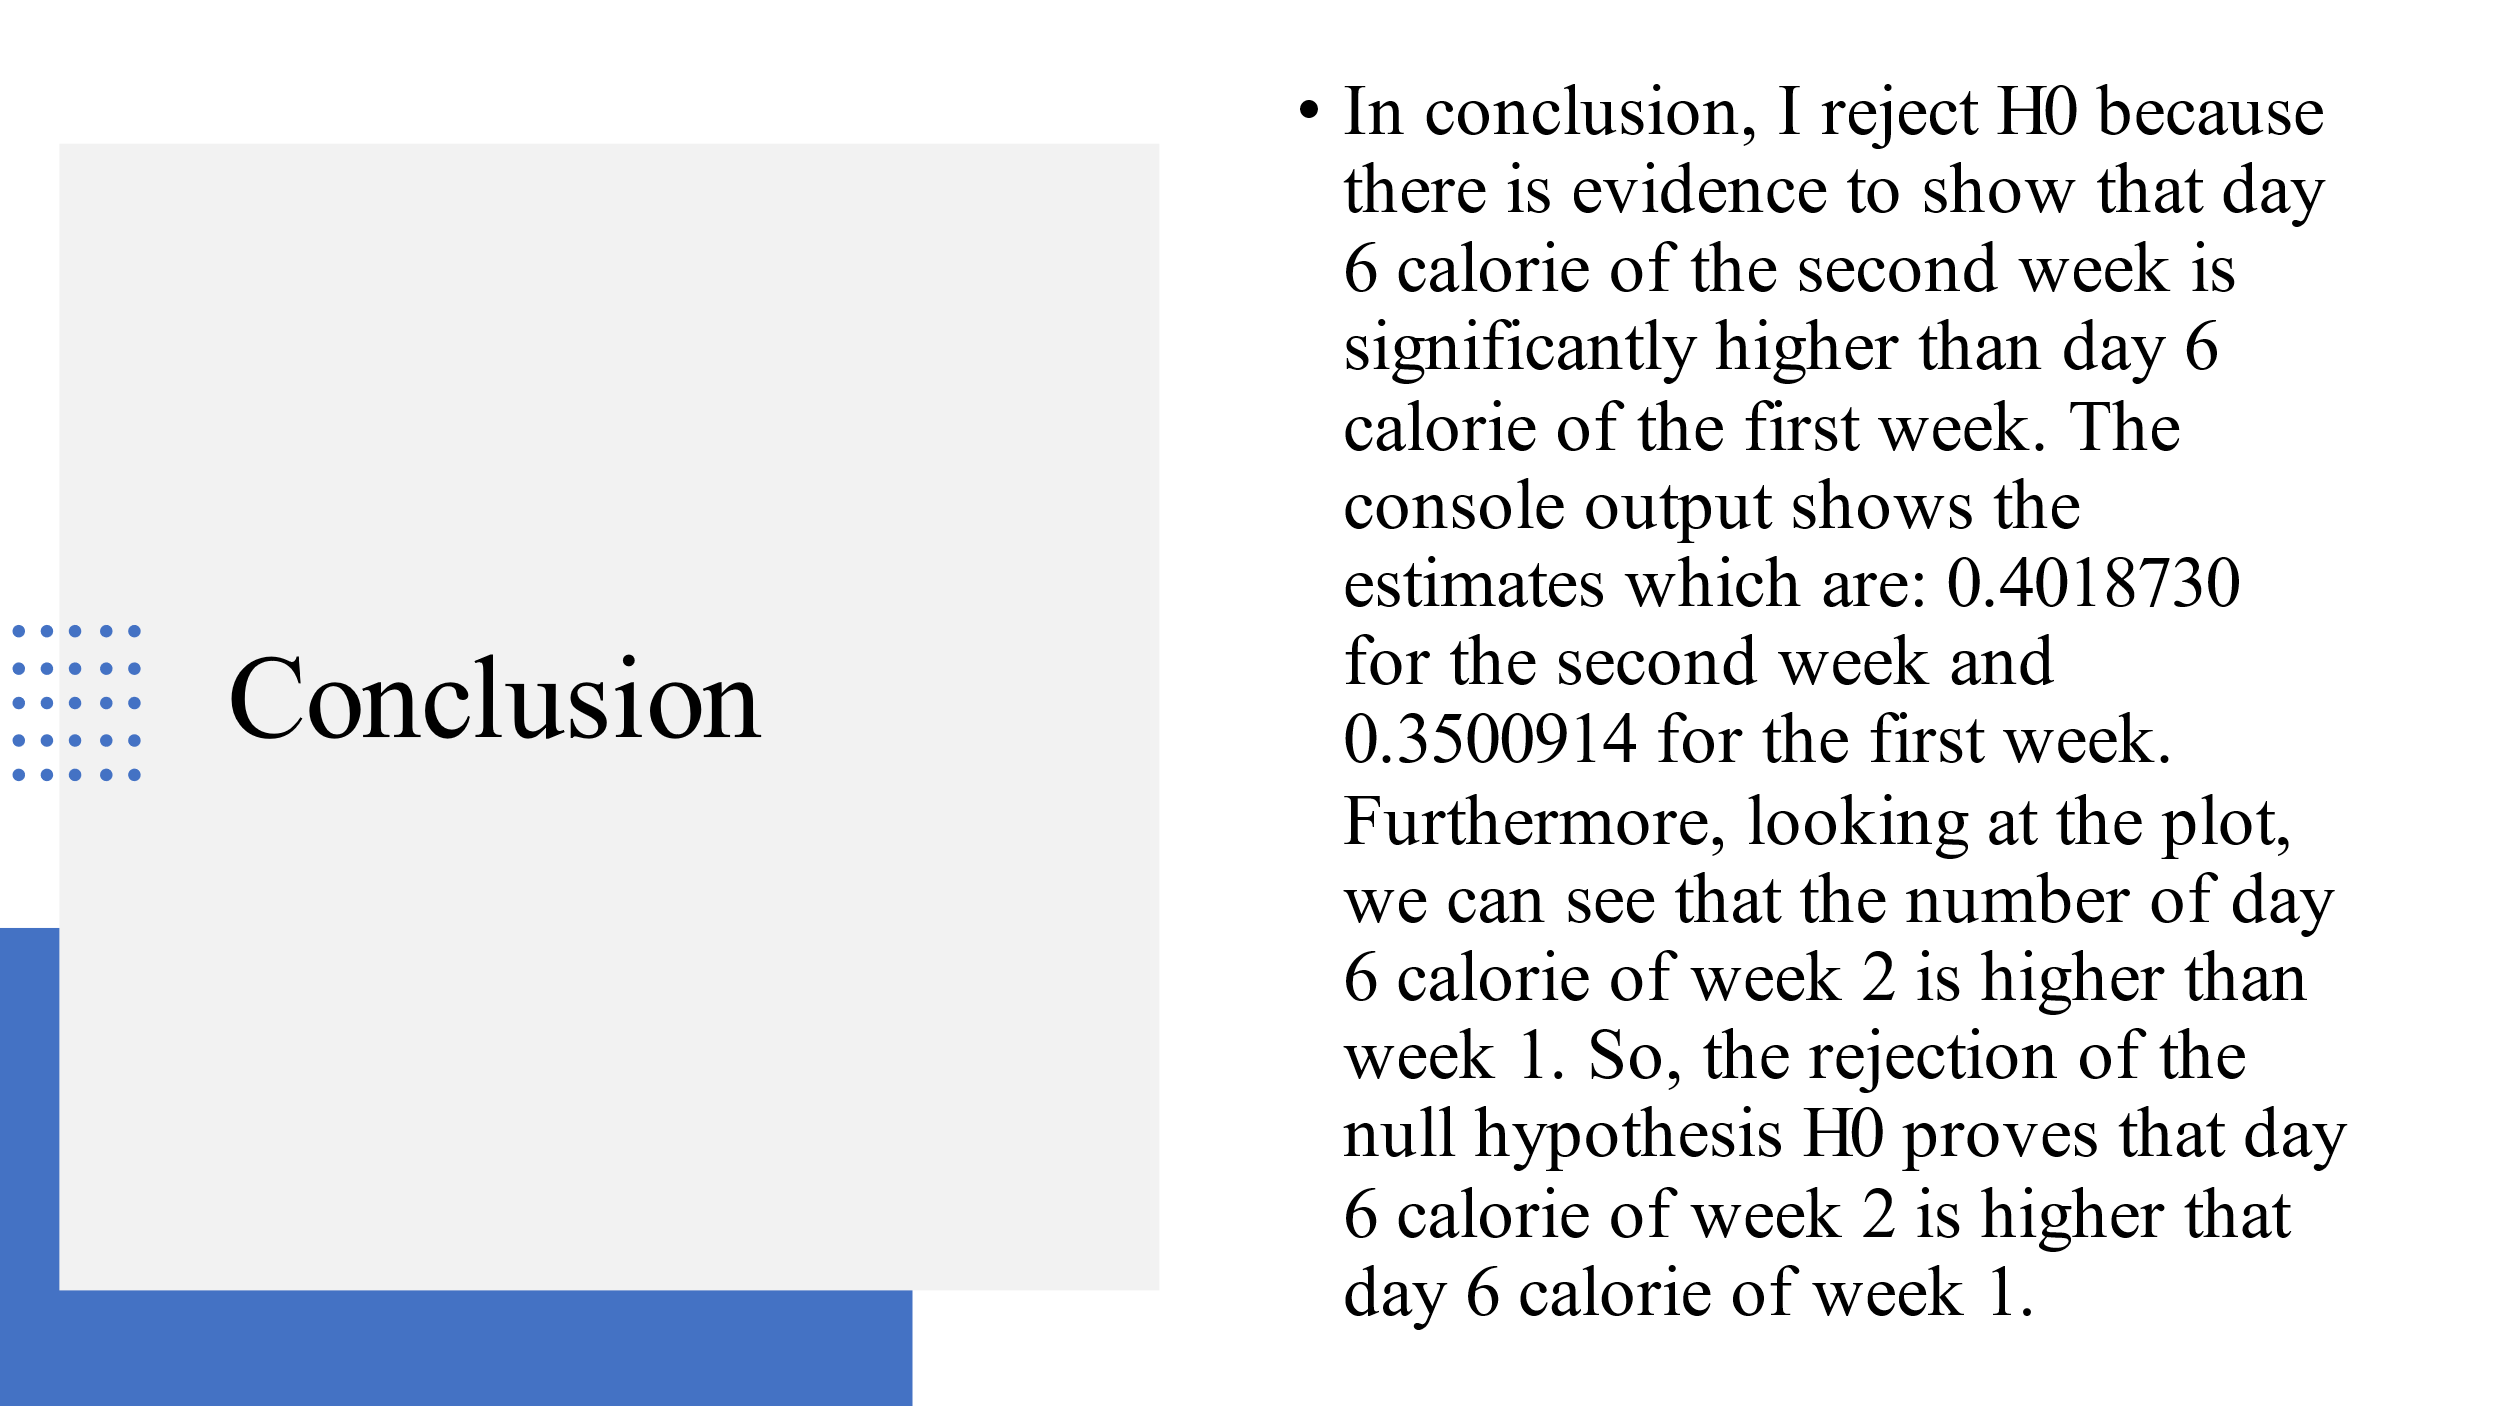 Conclusion
• In conclusion, I reject H0 because
there is evidence to show that day
6 calorie of the second week is
significantly higher than day 6
calorie of the first week. The
console output shows the
estimates which are: 0.4018730
for the second week and
0.3500914 for the first week.
Furthermore, looking at the plot,
we can see that the number of day
6 calorie of week 2 is higher than
week 1. So, the rejection of the
null hypothesis H0 proves that day
6 calorie of week 2 is higher that
day 6 calorie of week 1.